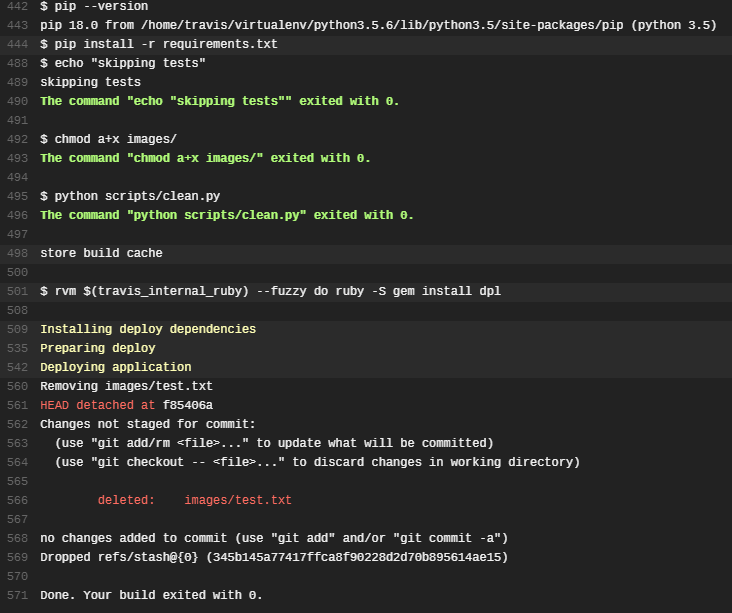 442 $ pip --version
443 pip 18.0 from /home/travis/virtualenv/python3.5.6/lib/python3.5/site-packages/pip (python 3.5)
444 $ pip install -r requirements.txt
488 $ echo "skipping tests"
489 skipping tests
490 The command "echo "skipping tests"" exited with 0.
491
492 $ chmod a+x images/
493 The command "chmod a+x images/" exited with 0.
494
495 $ python scripts/clean.py
496 The command "python scripts/clean.py" exited with 0.
497
498 store build cache
500
501 $ rvm $(travis_internal_ruby) --fuzzy do ruby -S gem install dpl
508
509 Installing deploy dependencies
535 Preparing deploy
542 Deploying application
560 Removing images/test.txt
561 HEAD detached at f85406a
562 Changes not staged for commit:
563   (use "git add/rm <file>..." to update what will be committed)
564   (use "git checkout -- <file>..." to discard changes in working directory)
565
566         deleted:    images/test.txt
567
568 no changes added to commit (use "git add" and/or "git commit -a")
569 Dropped refs/stash@{0} (345b145a77417ffca8f90228d2d70b895614ae15)
570
571 Done. Your build exited with 0.